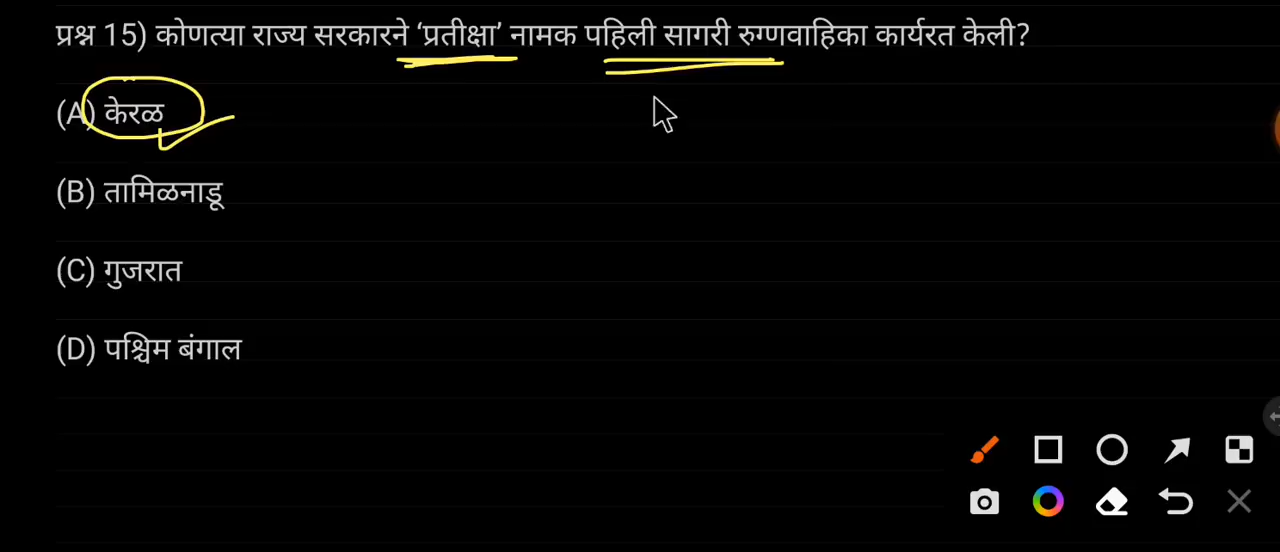 प्रश्न 15) कोणत्या राज्य सरकारने ‘प्रतीक्षा’ नामक पहिली सागरी रुग्णवाहिका कार्यरत केली?
(A) केरळ
(B) तामिळनाडू
(C) गुजरात
(D) पश्चिम बंगाल